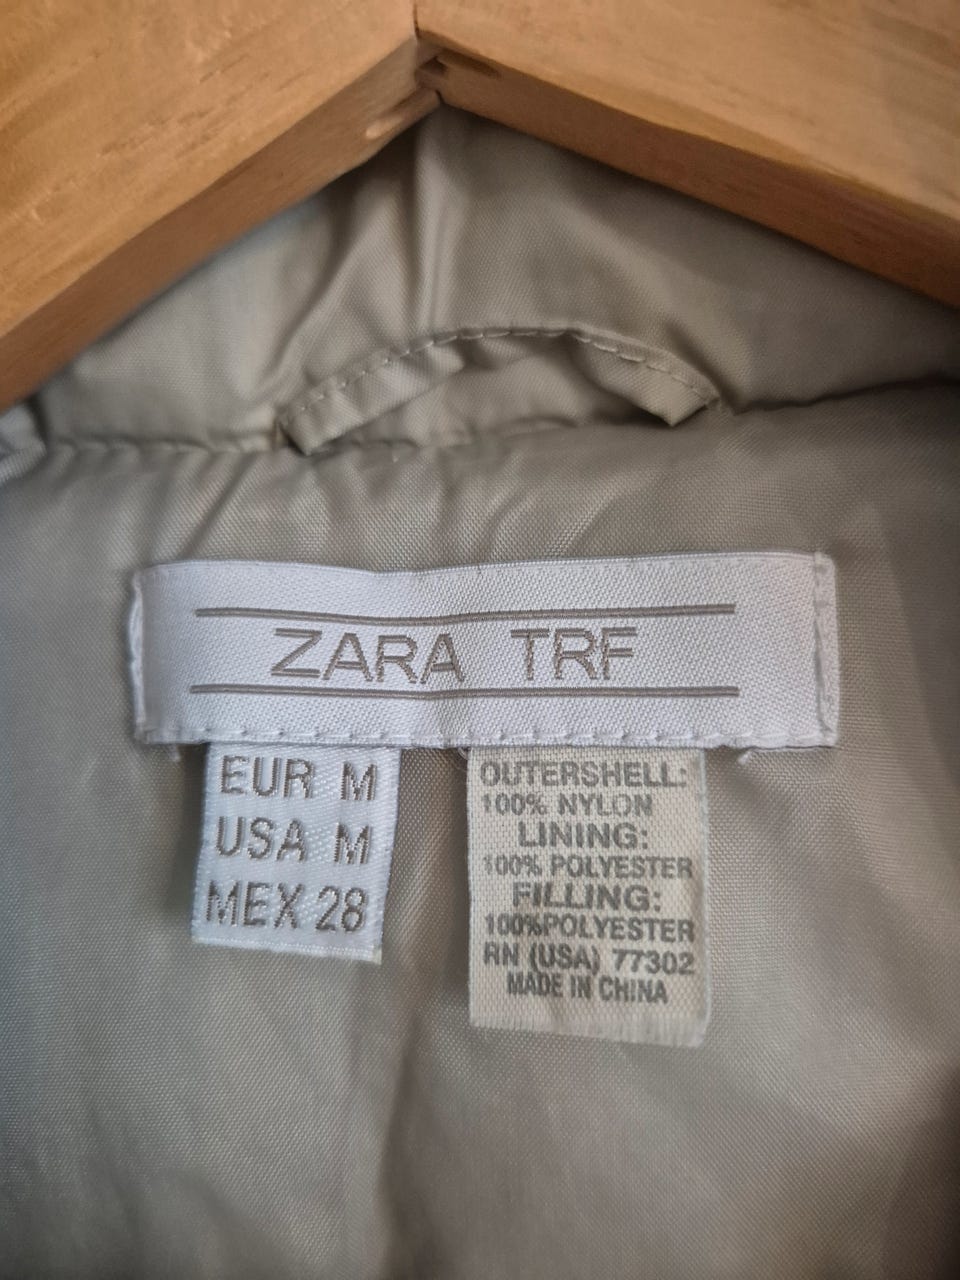 ZARA TRF
EUR M
USA M
MEX 28
OUTERSHELL:
100% NYLON
LINING:
100% POLYESTER
FILLING:
100%POLYESTER
RN (USA) 77302
MADE IN CHINA